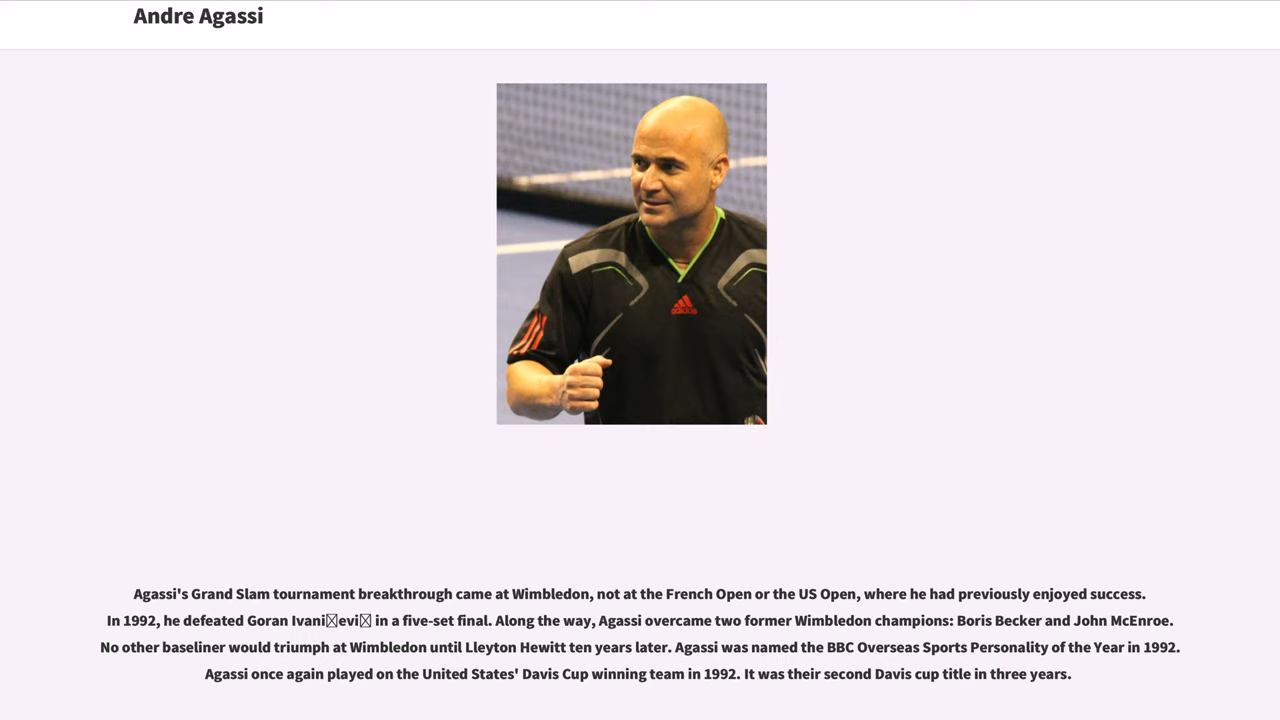 Andre Agassi
adidas
Agassi's Grand Slam tournament breakthrough came at Wimbledon, not at the French Open or the US Open, where he had previously enjoyed success.
In 1992, he defeated Goran Ivani□evi□ in a five-set final. Along the way, Agassi overcame two former Wimbledon champions: Boris Becker and John McEnroe.
No other baseliner would triumph at Wimbledon until Lleyton Hewitt ten years later. Agassi was named the BBC Overseas Sports Personality of the Year in 1992.
Agassi once again played on the United States' Davis Cup winning team in 1992. It was their second Davis cup title in three years.